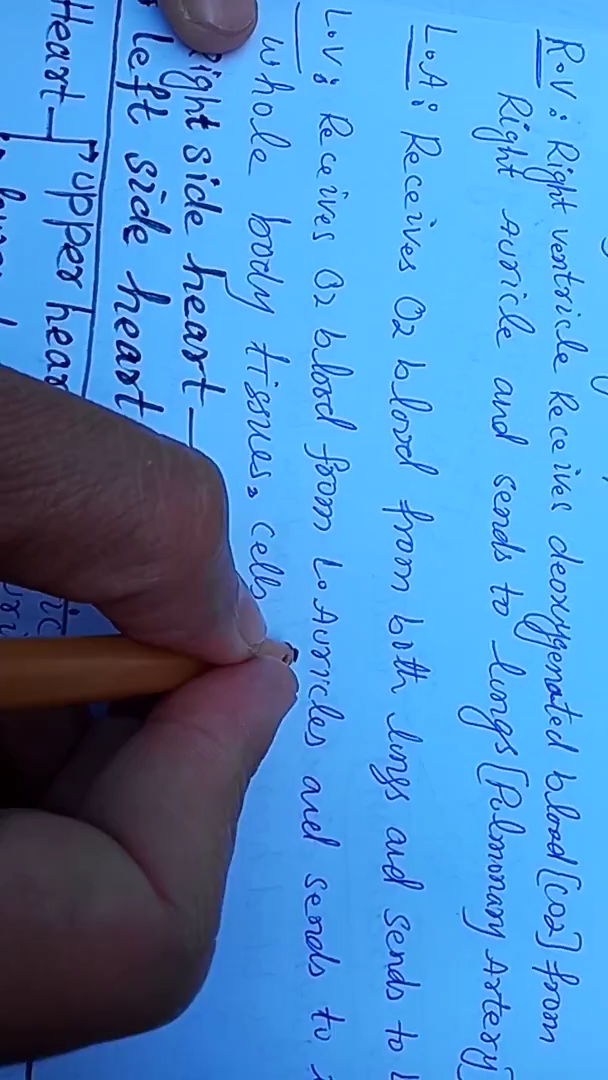 R.V: Right ventricle Receives deoxygenated blood [CO2] from
Right Auricle and sends to lungs [Pulmonary Artery]
L.A: Receives O2 blood from both lungs and sends to
L.V: Receives O2 blood from L. Auricles and sends to
whole body tissues, cells
Right side heart —
left side heart
Heart - upper hear